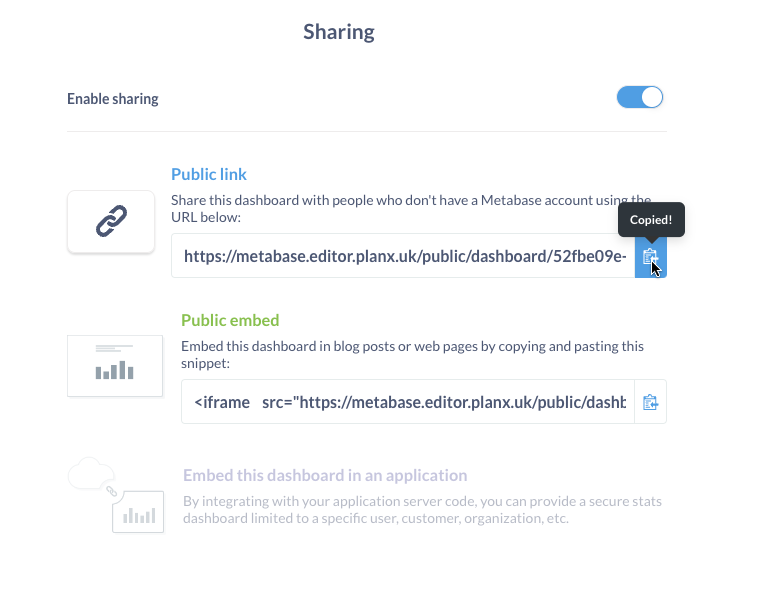 Sharing
Enable sharing
Public link
Share this dashboard with people who don't have a Metabase account using the
URL below:
Copied!
https://metabase.editor.planx.uk/public/dashboard/52fbe09e-
Public embed
Embed this dashboard in blog posts or web pages by copying and pasting this
snippet:
<iframe src="https://metabase.editor.planx.uk/public/dashb
Embed this dashboard in an application
By integrating with your application server code, you can provide a secure stats
dashboard limited to a specific user, customer, organization, etc.